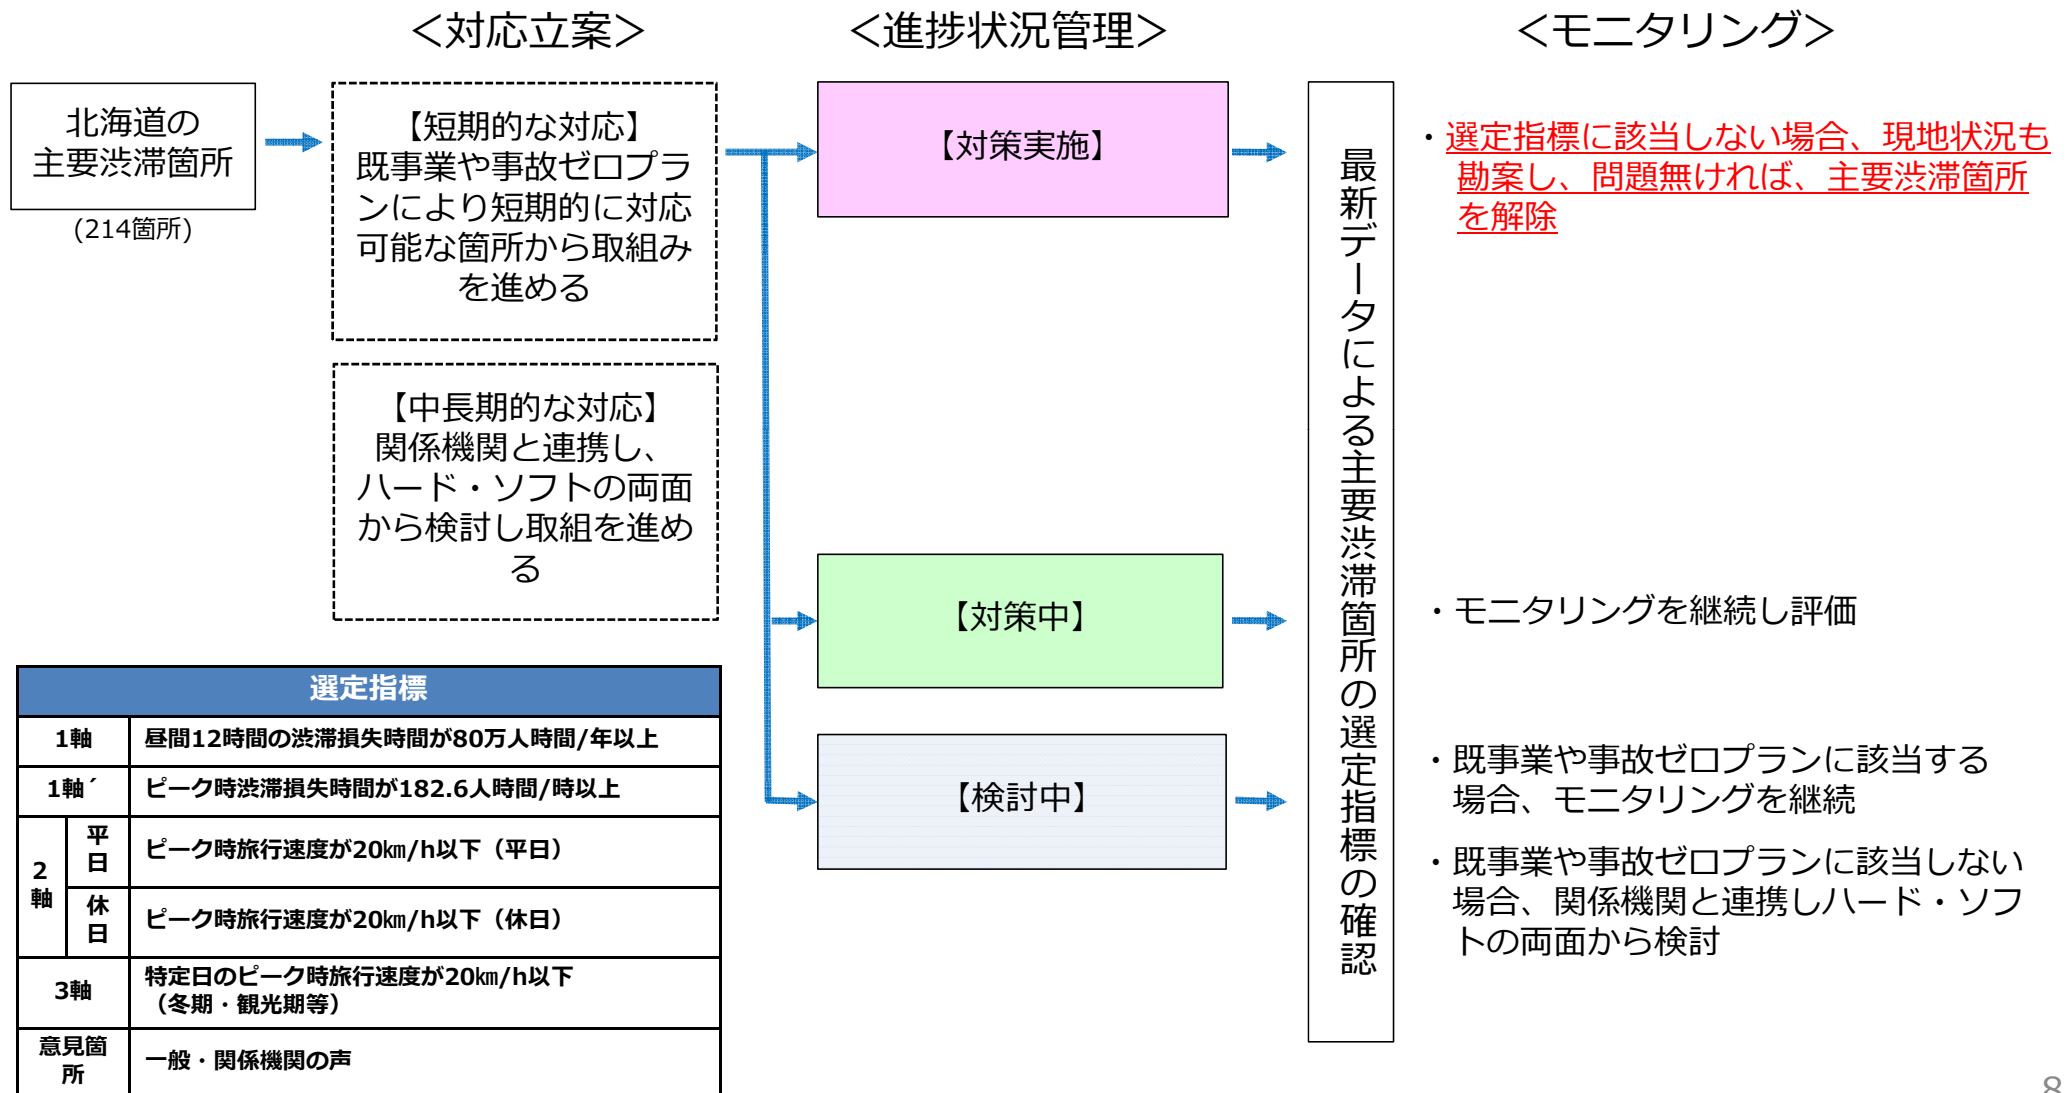 ＜対応立案＞
＜進捗状況管理＞
＜モニタリング＞
北海道の
主要渋滞箇所
(214箇所)
【短期的な対応】
既事業や事故ゼロプラ
ンにより短期的に対応
可能な箇所から取組み
を進める
【中長期的な対応】
関係機関と連携し、
ハード・ソフトの両面
から検討し取組を進め
る
【対策実施】
【対策中】
【検討中】
最新データによる主要渋滞箇所の選定指標の確認
・選定指標に該当しない場合、現地状況も
勘案し、問題無ければ、主要渋滞箇所
を解除
・モニタリングを継続し評価
・既事業や事故ゼロプランに該当する
場合、モニタリングを継続
・既事業や事故ゼロプランに該当しない
場合、関係機関と連携しハード・ソフ
トの両面から検討
選定指標
1軸 昼間12時間の渋滞損失時間が80万人時間/年以上
1軸´ ピーク時渋滞損失時間が182.6人時間/時以上
2
軸
平
日
ピーク時旅行速度が20㎞/h以下（平日）
休
日
ピーク時旅行速度が20㎞/h以下（休日）
3軸
特定日のピーク時旅行速度が20㎞/h以下
（冬期・観光期等）
意見箇
所
一般・関係機関の声
8